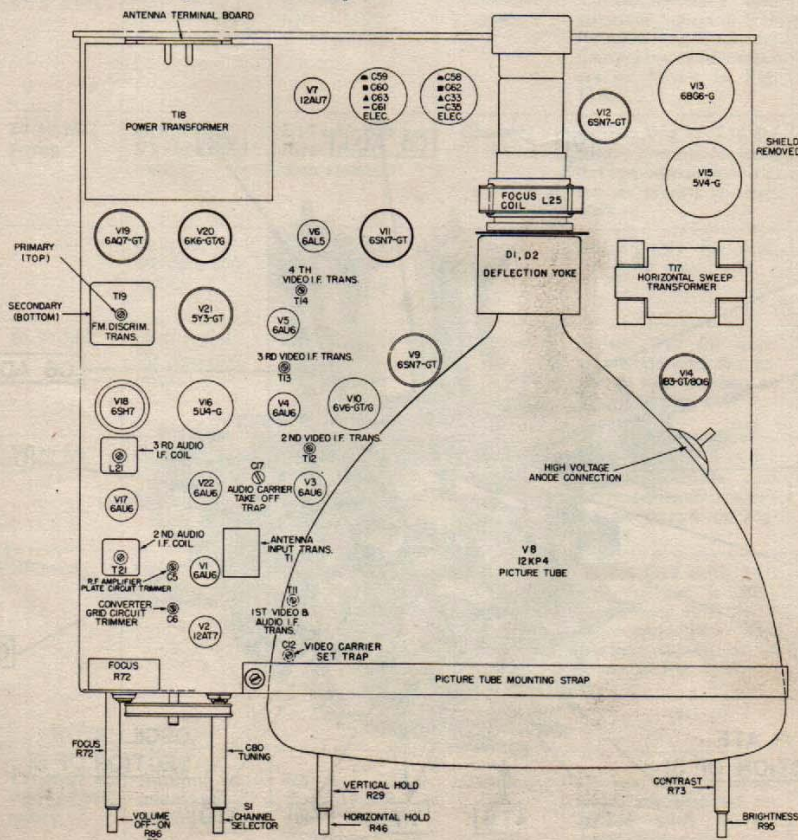 ANTENNA TERMINAL BOARD
T18
POWER TRANSFORMER
V7
12AU7
C59
C60
C63
C61
ELEC.
C58
C62
C33
C35
ELEC.
V12
6SN7-GT
V13
6BG6-G
SHIELD
REMOVED
V15
5V4-G
FOCUS
COIL L25
V19
6AQ7-GT
V20
6K6-GT/G
V6
6AL5
V11
6SN7-GT
D1, D2
DEFLECTION YOKE
T17
HORIZONTAL SWEEP
TRANSFORMER
PRIMARY
(TOP)
SECONDARY
(BOTTOM)
T19
FM. DISCRIM.
TRANS.
V21
5Y3-GT
4 TH
VIDEO I.F. TRANS.
T14
V5
6AU6
3 RD VIDEO I.F. TRANS.
T13
V9
6SN7-GT
V14
1B3-GT/8016
V18
6SH7
V16
5U4-G
V4
6AU6
V10
6V6-GT/G
3 RD AUDIO
I.F. COIL
L21
2ND VIDEO I.F. TRANS.
T12
C17
AUDIO CARRIER
TAKE OFF
TRAP
V22
6AU6
V3
6AU6
HIGH VOLTAGE
ANODE CONNECTION
V17
6AU6
2 ND AUDIO
I.F. COIL
T21
ANTENNA
INPUT TRANS.
T1
V8
12KP4
PICTURE TUBE
R.F. AMPLIFIER
PLATE CIRCUIT TRIMMER
C5
V1
6AU6
CONVERTER
GRID CIRCUIT
TRIMMER
C6
V2
12AT7
T11
1ST VIDEO &
AUDIO I.F.
TRANS.
C12
VIDEO CARRIER
SET TRAP
FOCUS
R72
PICTURE TUBE MOUNTING STRAP
FOCUS
R72
C80
TUNING
VERTICAL HOLD
R29
CONTRAST
R73
VOLUME
OFF-ON
R86
S1
CHANNEL
SELECTOR
HORIZONTAL HOLD
R46
BRIGHTNESS
R95